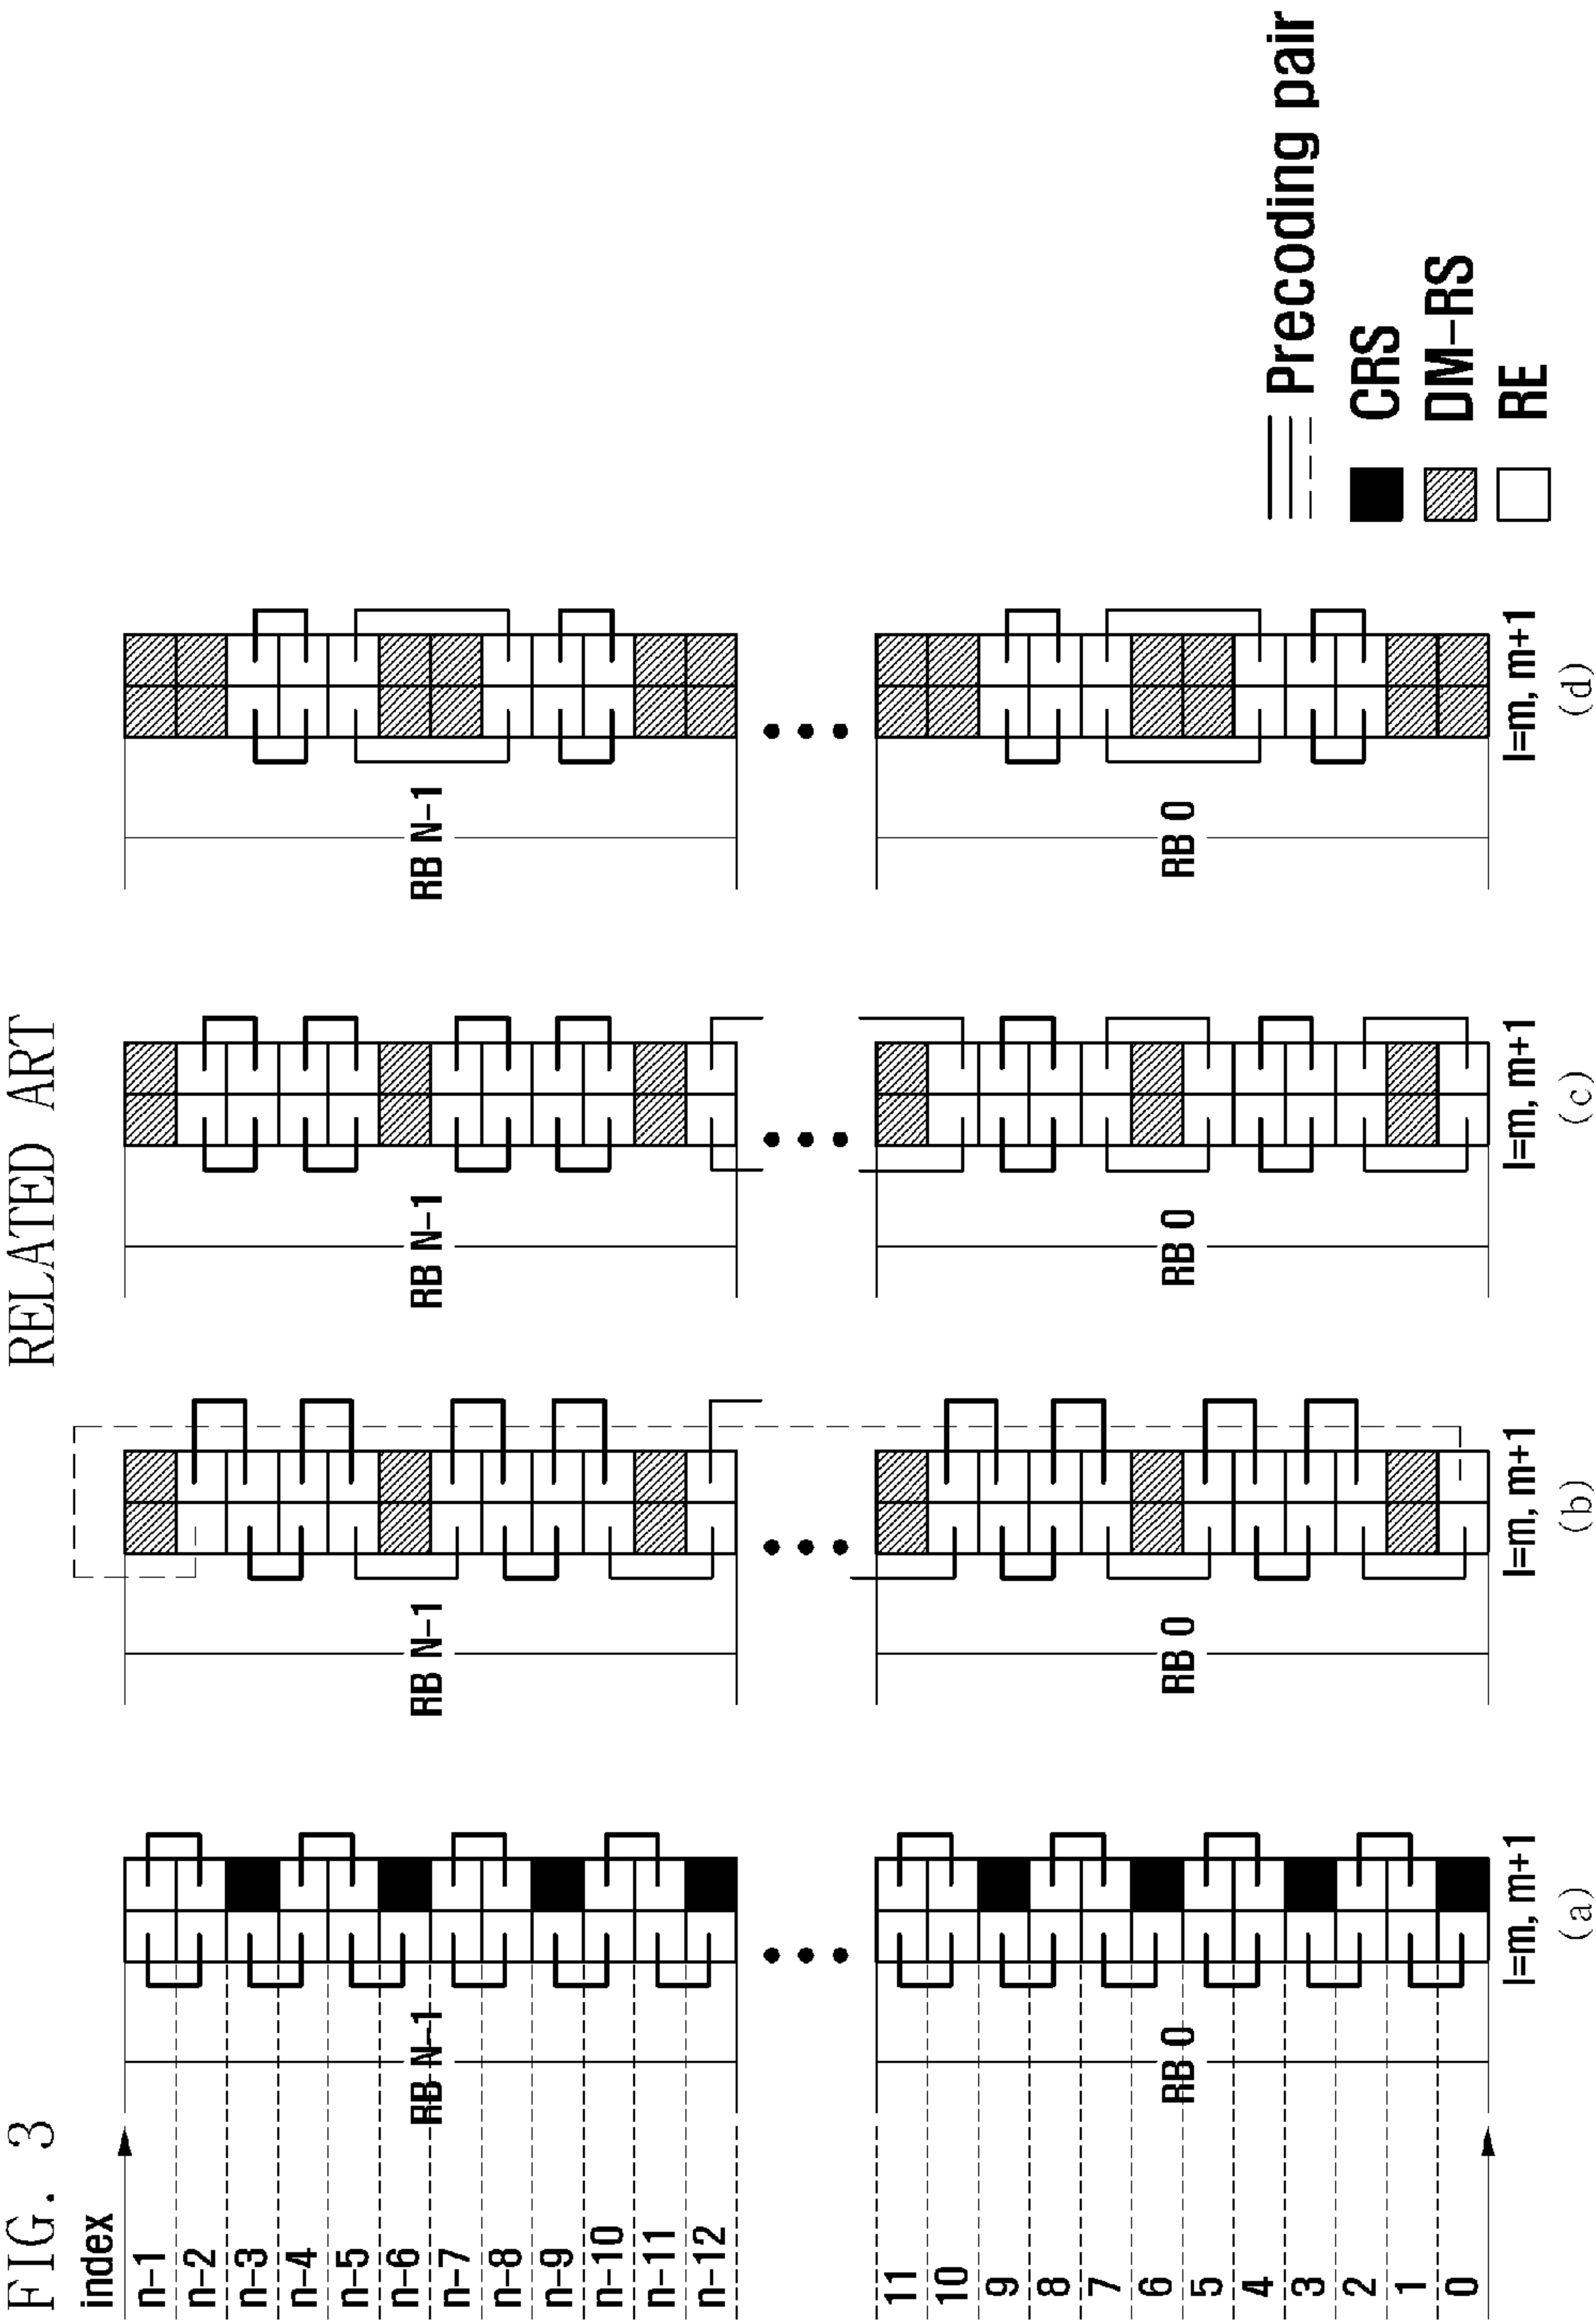 FIG. 3
RELATED ART
index
n-1
n-2
n-3
n-4
n-5
n-6
n-7
n-8
n-9
n-10
n-11
n-12
11
10
9
8
7
6
5
4
3
2
1
0
RB N-1
RB 0
l=m, m+1
(a)
RB N-1
RB 0
l=m, m+1
(b)
RB N-1
RB 0
l=m, m+1
(c)
RB N-1
RB 0
l=m, m+1
(d)
Precoding pair
CRS
DM-RS
RE